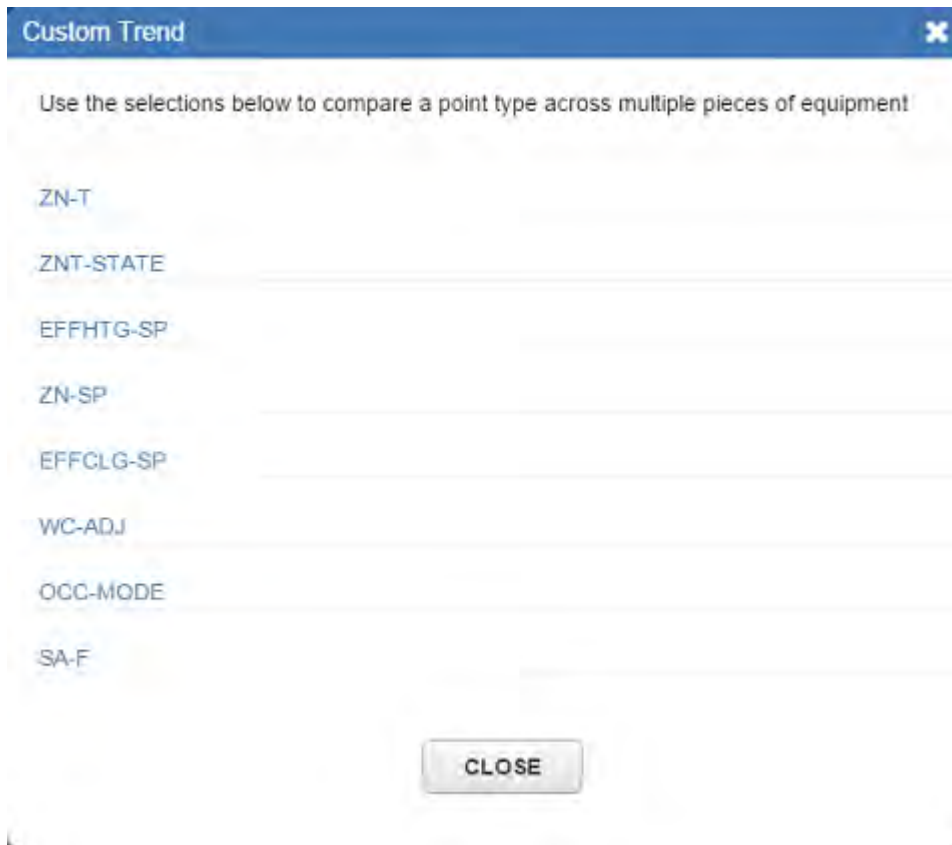 Custom Trend
Use the selections below to compare a point type across multiple pieces of equipment
ZN-T
ZNT-STATE
EFFHTG-SP
ZN-SP
EFFCLG-SP
WC-ADJ
OCC-MODE
SA-F
CLOSE